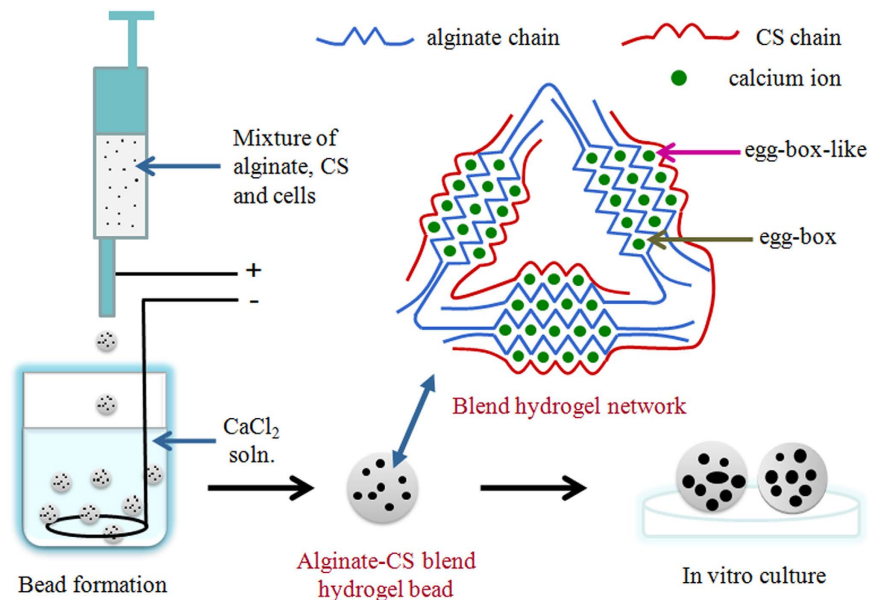 alginate chain
CS chain
calcium ion
Mixture of
alginate, CS
and cells
egg-box-like
egg-box
+
-
CaCl₂
soln.
Blend hydrogel network
Bead formation
Alginate-CS blend
hydrogel bead
In vitro culture